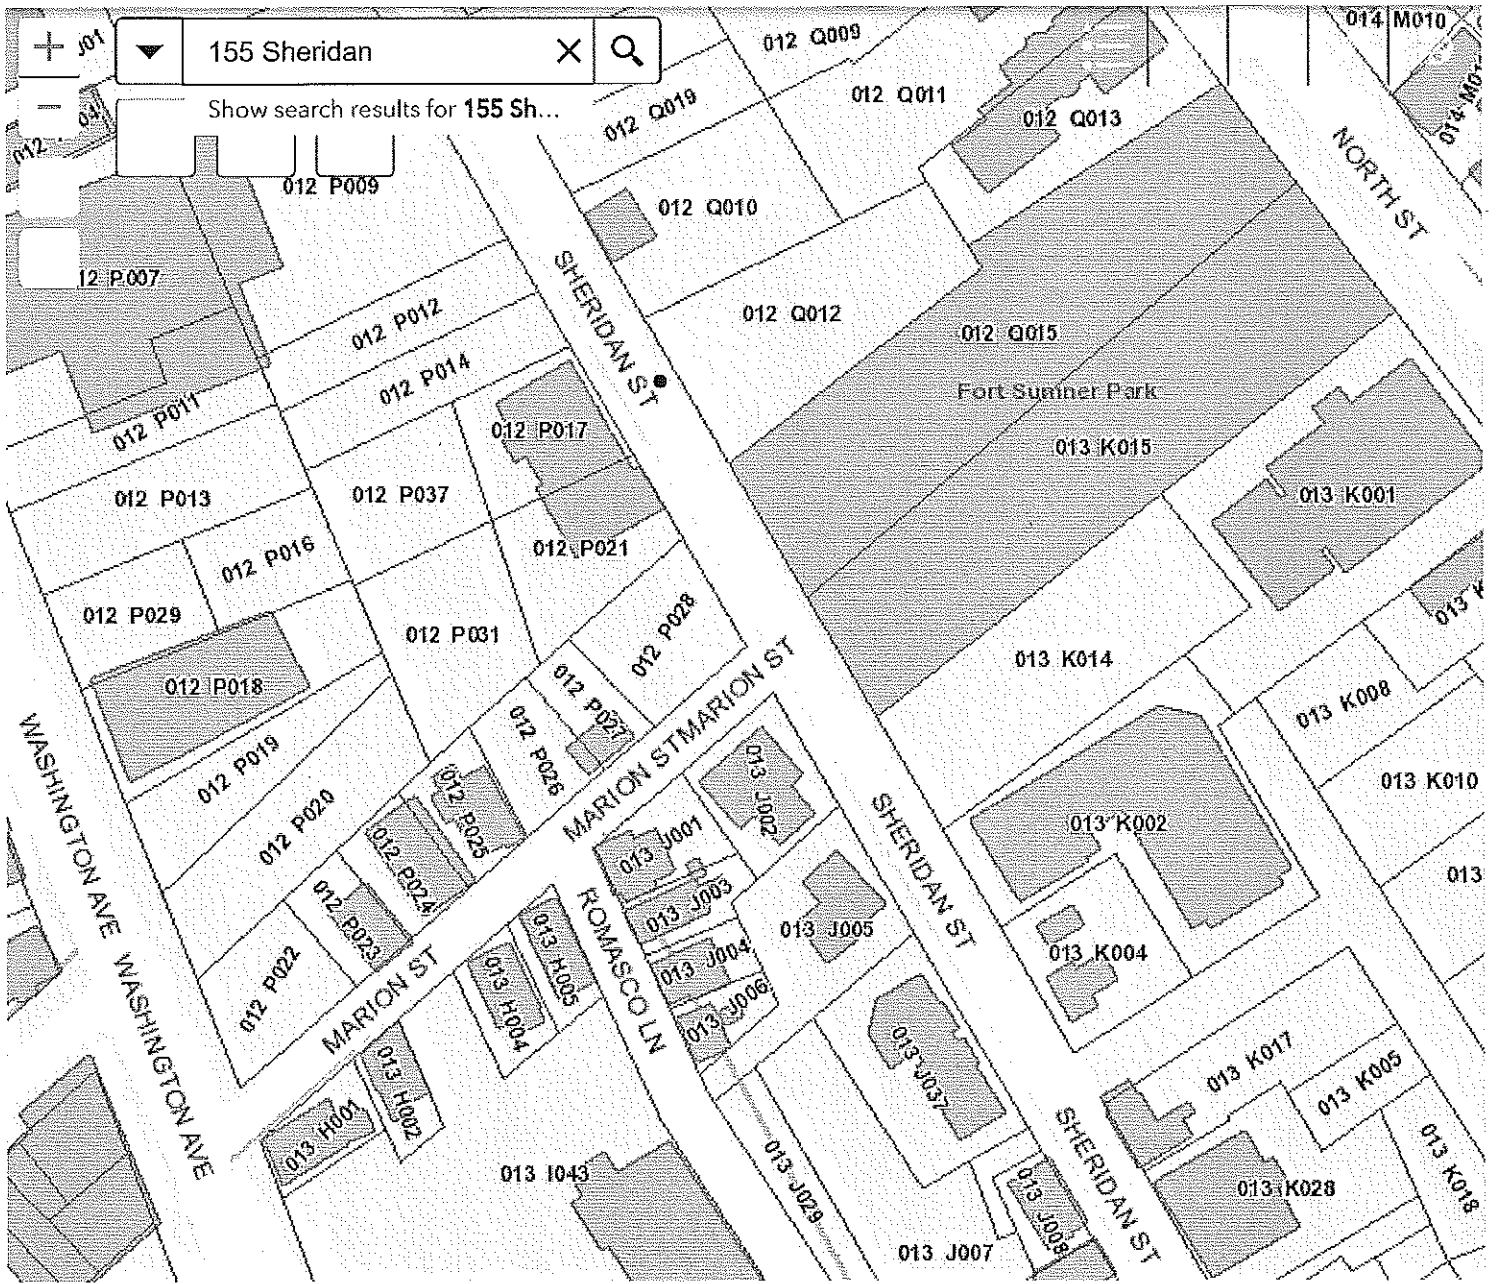 155 Sheridan
Show search results for 155 Sh...
J01
012 Q009
014 M010
012 Q019
012 Q011
012 Q013
012 P009
012 Q010
NORTH ST
12 P007
SHERIDAN ST
012 P012
012 Q012
012 Q015
012 P014
Fort Sumner Park
012 P011
012 P017
013 K015
012 P013
012 P037
013 K001
012 P016
012 P021
012 P029
012 P031
012 P028
013 K014
012 P018
012 P027
MARION ST
MARION ST
013 K008
012 P026
WASHINGTON AVE
012 P019
013 J002
013 K010
012 P020
012 P025
013 J001
SHERIDAN ST
013 K002
012 P024
013
012 P023
013 J003
013 J005
ROMASCO LN
013 H005
013 J004
013 K004
012 P022
MARION ST
013 H004
013 J006
WASHINGTON AVE
013 H002
013 J037
013 K017
013 K005
013 H001
SHERIDAN ST
013 I043
013 J029
013 K028
013 K018
013 J008
013 J007